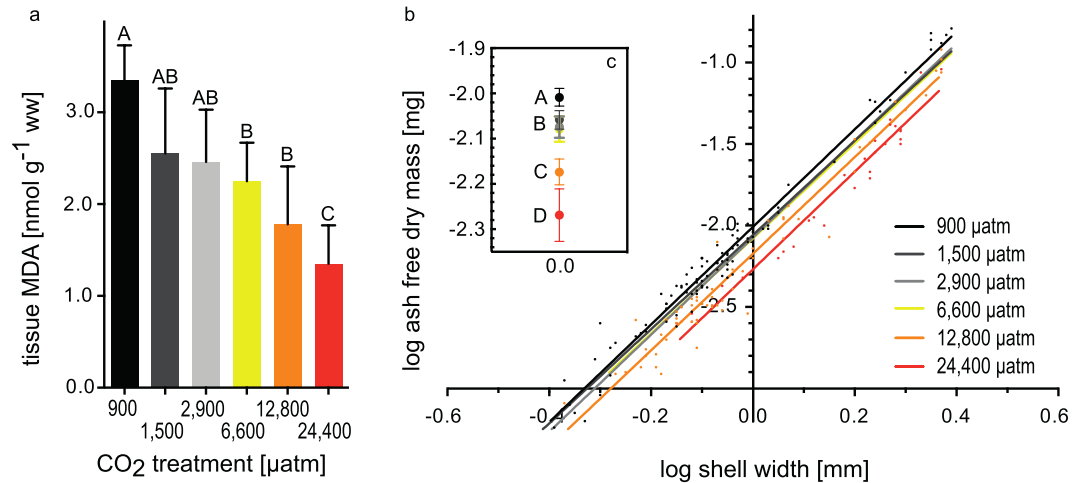 a
tissue MDA [nmol g⁻¹ ww]
3.0
2.0
1.0
0.0
A
AB
AB
B
B
C
900
2,900
12,800
1,500
6,600
24,400
CO₂ treatment [µatm]
b
log ash free dry mass [mg]
-1.0
-1.5
-2.0
-2.5
-0.6
-0.4
-0.2
0.0
0.2
0.4
0.6
log shell width [mm]
c
-1.9
-2.0
-2.1
-2.2
-2.3
A
B
C
D
0.0
900 µatm
1,500 µatm
2,900 µatm
6,600 µatm
12,800 µatm
24,400 µatm